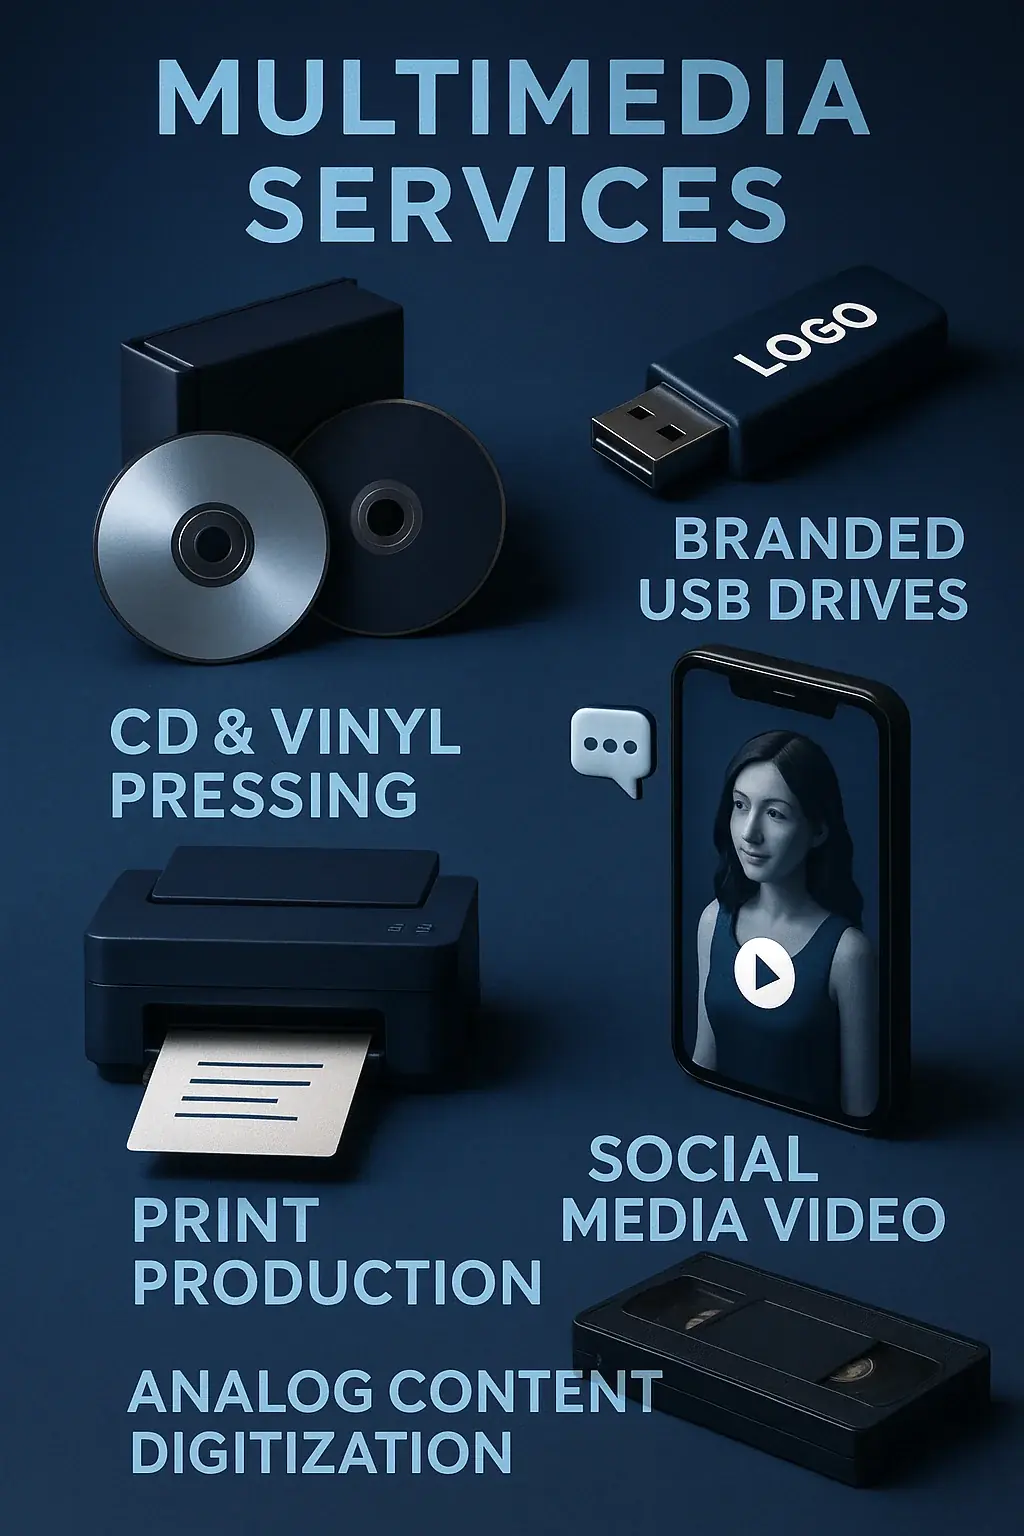 MULTIMEDIA
SERVICES
LOGO
BRANDED
USB DRIVES
CD & VINYL
PRESSING
PRINT
PRODUCTION
SOCIAL
MEDIA VIDEO
ANALOG CONTENT
DIGITIZATION